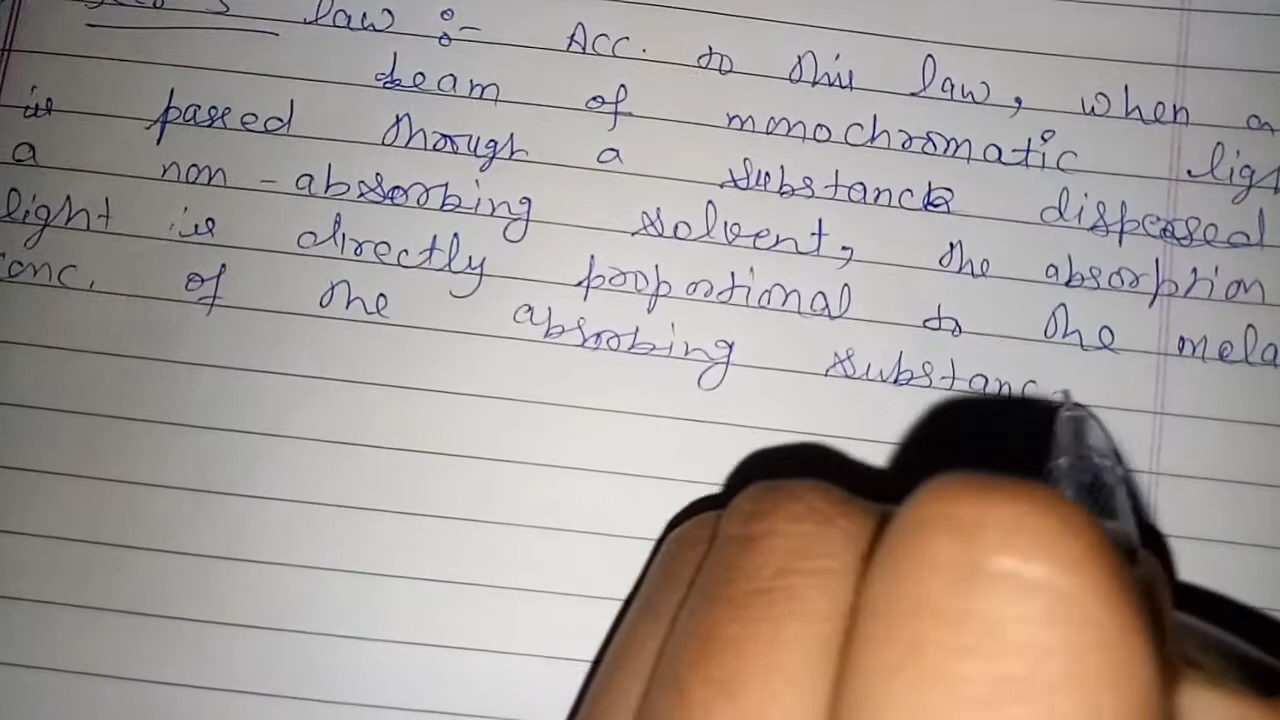 law :- Acc. to this law, when a
beam of monochromatic ligh
is passed through a substance dispersed
a non-absorbing solvent, the absorption
light is directly proportional to the mola
conc. of the absorbing substanc